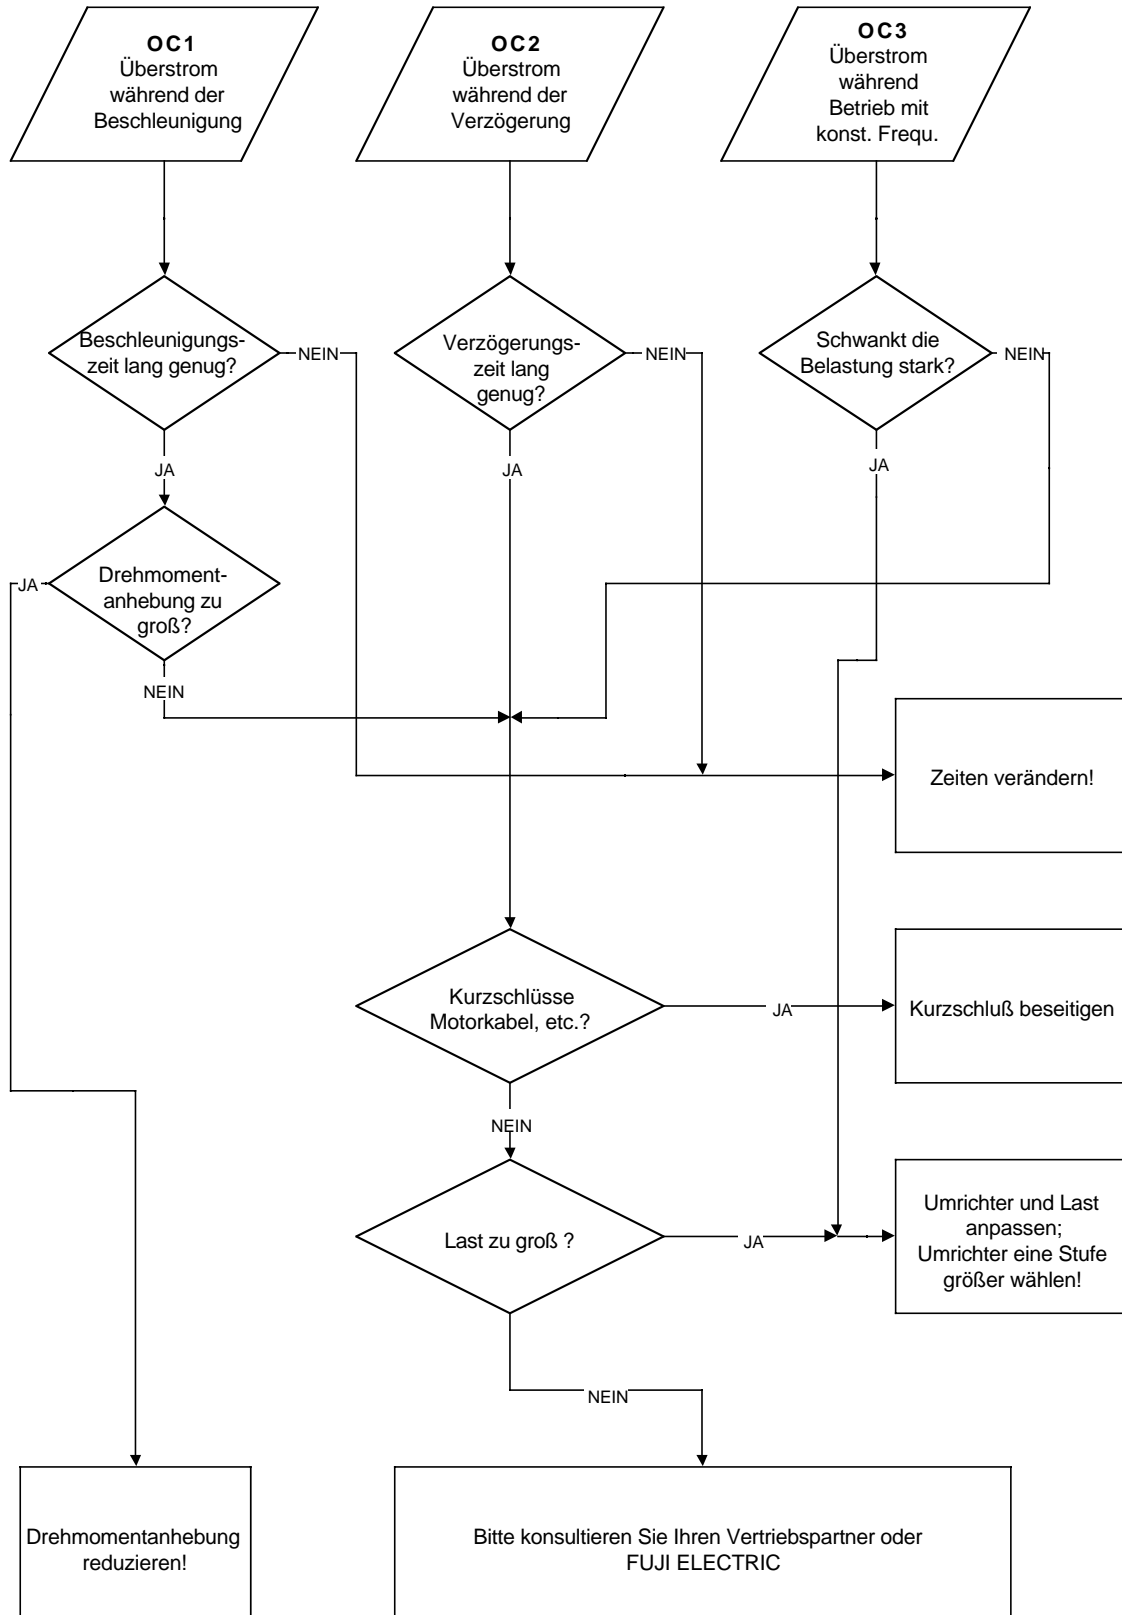 OC1
Überstrom
während der
Beschleunigung
OC2
Überstrom
während der
Verzögerung
OC3
Überstrom
während
Betrieb mit
konst. Frequ.
Beschleunigungs-
zeit lang genug?
NEIN
Verzögerungs-
zeit lang
genug?
NEIN
Schwankt die
Belastung stark?
NEIN
JA
JA
JA
JA
Drehmoment-
anhebung zu
groß?
NEIN
Zeiten verändern!
Kurzschlüsse
Motorkabel, etc.?
JA
Kurzschluß beseitigen
NEIN
Last zu groß ?
JA
Umrichter und Last
anpassen;
Umrichter eine Stufe
größer wählen!
NEIN
Drehmomentanhebung
reduzieren!
Bitte konsultieren Sie Ihren Vertriebspartner oder
FUJI ELECTRIC